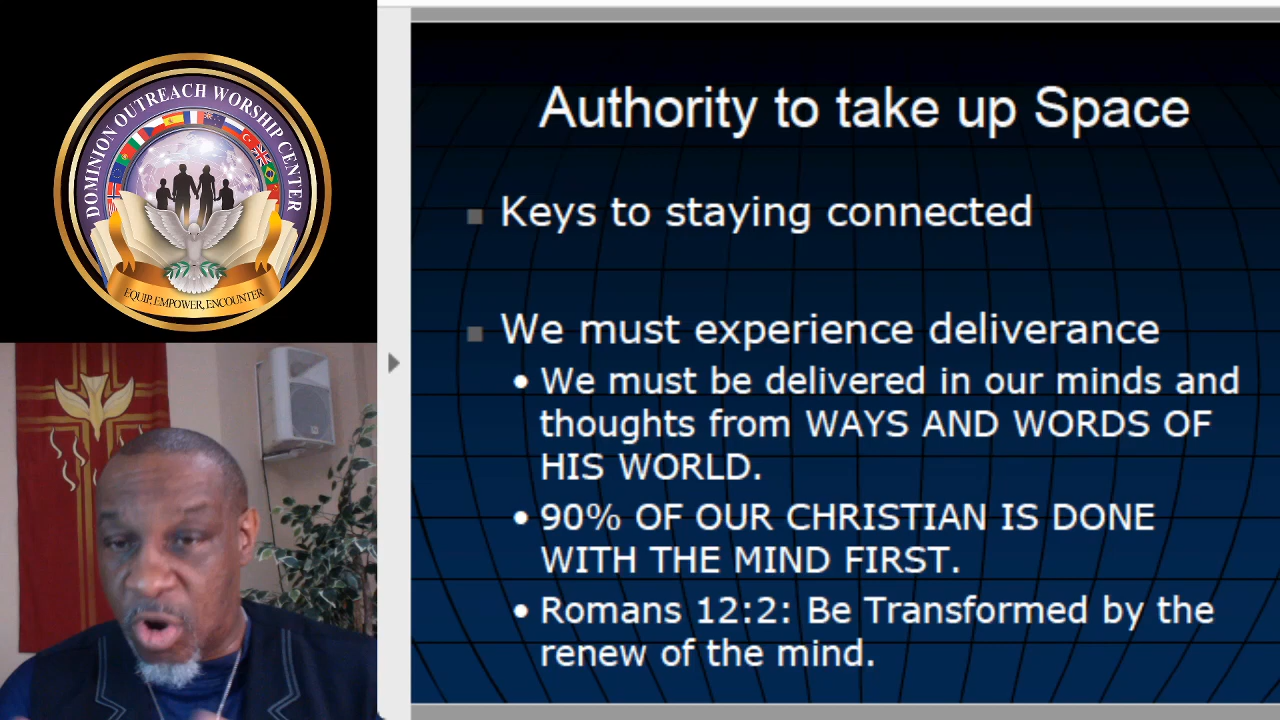 DOMINION OUTREACH WORSHIP CENTER
EQUIP, EMPOWER, ENCOUNTER
Authority to take up Space
Keys to staying connected
We must experience deliverance
We must be delivered in our minds and
thoughts from WAYS AND WORDS OF
HIS WORLD.
90% OF OUR CHRISTIAN IS DONE
WITH THE MIND FIRST.
Romans 12:2: Be Transformed by the
renew of the mind.